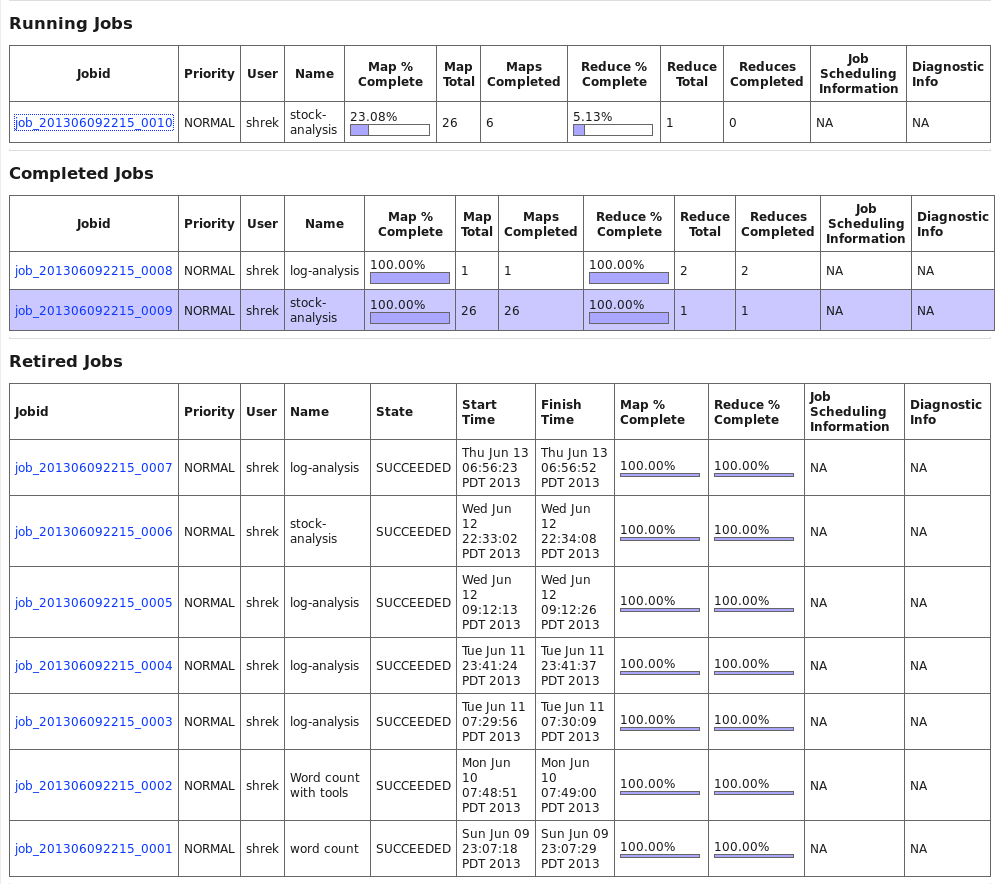 Running Jobs
Jobid Priority User Name Map % Complete Map Total Maps Completed Reduce % Complete Reduce Total Reduces Completed Job Scheduling Information Diagnostic Info
job_201306092215_0010 NORMAL shrek stock-analysis 23.08% 26 6 5.13% 1 0 NA NA
Completed Jobs
Jobid Priority User Name Map % Complete Map Total Maps Completed Reduce % Complete Reduce Total Reduces Completed Job Scheduling Information Diagnostic Info
job_201306092215_0008 NORMAL shrek log-analysis 100.00% 1 1 100.00% 2 2 NA NA
job_201306092215_0009 NORMAL shrek stock-analysis 100.00% 26 26 100.00% 1 1 NA NA
Retired Jobs
Jobid Priority User Name State Start Time Finish Time Map % Complete Reduce % Complete Job Scheduling Information Diagnostic Info
job_201306092215_0007 NORMAL shrek log-analysis SUCCEEDED Thu Jun 13 06:56:23 PDT 2013 Thu Jun 13 06:56:52 PDT 2013 100.00% 100.00% NA NA
job_201306092215_0006 NORMAL shrek stock-analysis SUCCEEDED Wed Jun 12 22:33:02 PDT 2013 Wed Jun 12 22:34:08 PDT 2013 100.00% 100.00% NA NA
job_201306092215_0005 NORMAL shrek log-analysis SUCCEEDED Wed Jun 12 09:12:13 PDT 2013 Wed Jun 12 09:12:26 PDT 2013 100.00% 100.00% NA NA
job_201306092215_0004 NORMAL shrek log-analysis SUCCEEDED Tue Jun 11 23:41:24 PDT 2013 Tue Jun 11 23:41:37 PDT 2013 100.00% 100.00% NA NA
job_201306092215_0003 NORMAL shrek log-analysis SUCCEEDED Tue Jun 11 07:29:56 PDT 2013 Tue Jun 11 07:30:09 PDT 2013 100.00% 100.00% NA NA
job_201306092215_0002 NORMAL shrek Word count with tools SUCCEEDED Mon Jun 10 07:48:51 PDT 2013 Mon Jun 10 07:49:00 PDT 2013 100.00% 100.00% NA NA
job_201306092215_0001 NORMAL shrek word count SUCCEEDED Sun Jun 09 23:07:18 PDT 2013 Sun Jun 09 23:07:29 PDT 2013 100.00% 100.00% NA NA